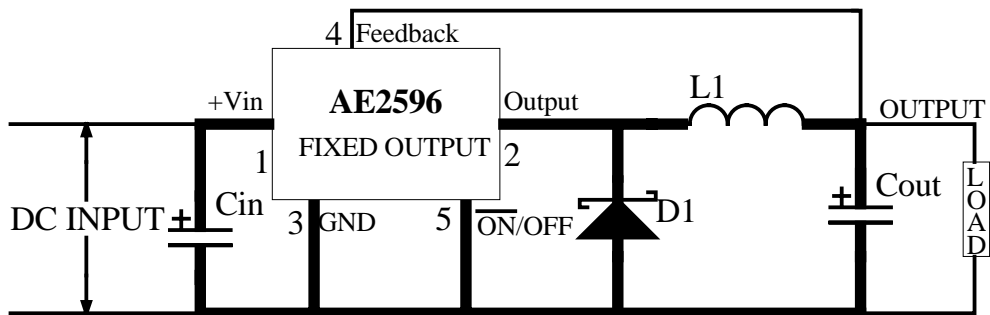 4 Feedback
L1
+Vin
AE2596
Output
OUTPUT
1
FIXED OUTPUT
2
DC INPUT
+
Cin
3
GND
5
ON/OFF
D1
+
Cout
LOAD